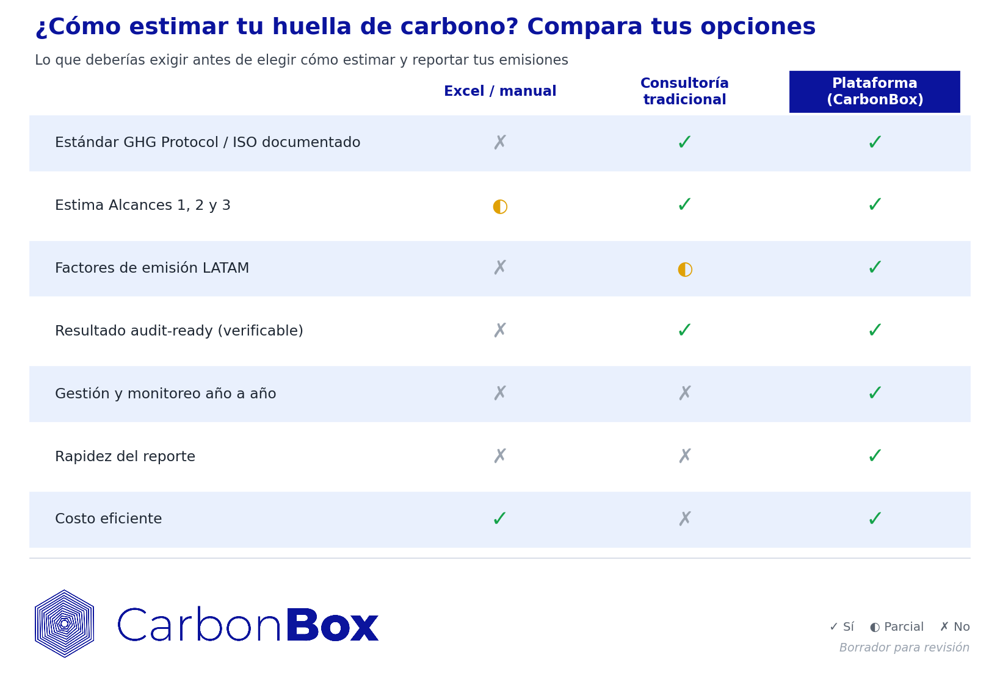 ¿Cómo estimar tu huella de carbono? Compara tus opciones
Lo que deberías exigir antes de elegir cómo estimar y reportar tus emisiones
Excel / manual
Consultoría
tradicional
Plataforma
(CarbonBox)
Estándar GHG Protocol / ISO documentado ✗ ✓ ✓
Estima Alcances 1, 2 y 3 ◐ ✓ ✓
Factores de emisión LATAM ✗ ◐ ✓
Resultado audit-ready (verificable) ✗ ✓ ✓
Gestión y monitoreo año a año ✗ ✗ ✓
Rapidez del reporte ✗ ✗ ✓
Costo eficiente ✓ ✗ ✓
CarbonBox
✓ Sí ◐ Parcial ✗ No
Borrador para revisión